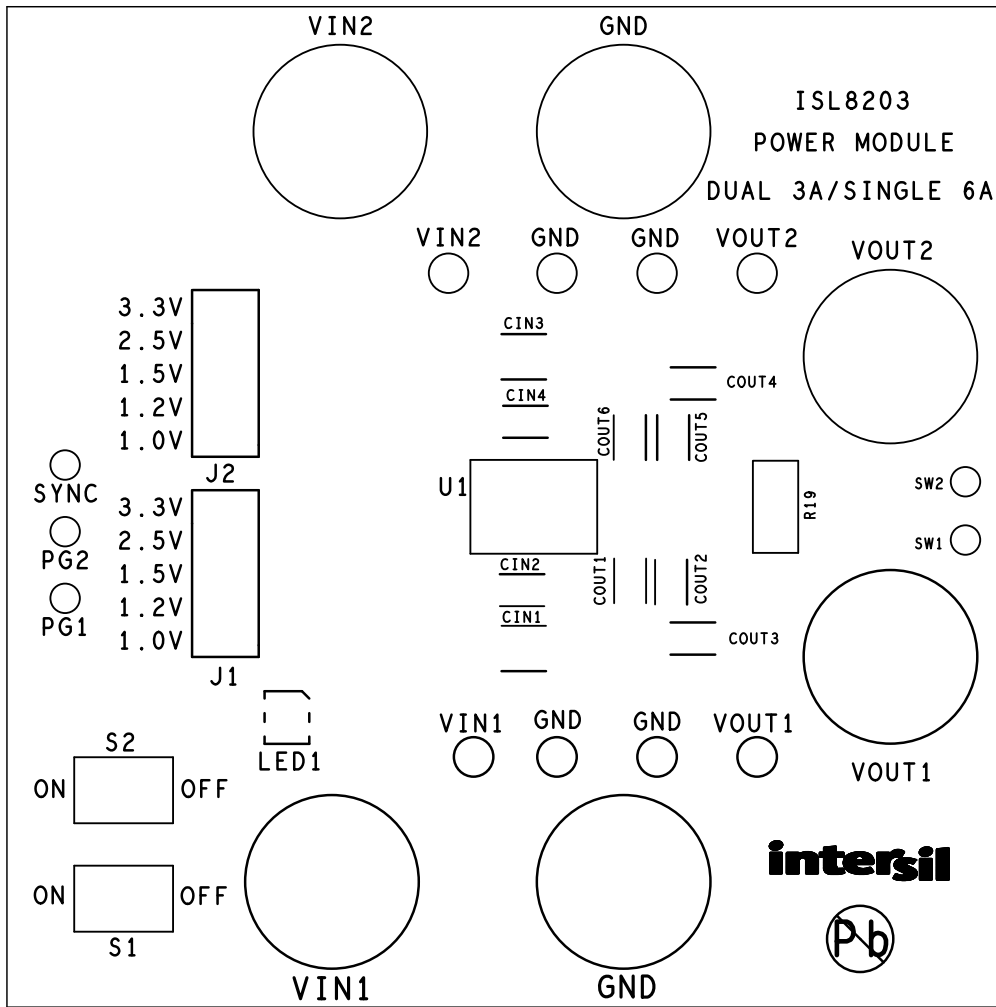 VIN2
GND
ISL8203
POWER MODULE
DUAL 3A/SINGLE 6A
VIN2
GND
GND
VOUT2
VOUT2
3.3V
2.5V
1.5V
1.2V
1.0V
J2
CIN3
CIN4
COUT4
COUT6
COUT5
U1
R19
SW2
SW1
SYNC
PG2
PG1
3.3V
2.5V
1.5V
1.2V
1.0V
J1
CIN2
CIN1
COUT1
COUT2
COUT3
LED1
VIN1
GND
GND
VOUT1
VOUT1
S2
ON
OFF
ON
OFF
S1
VIN1
GND
intersil
Pb